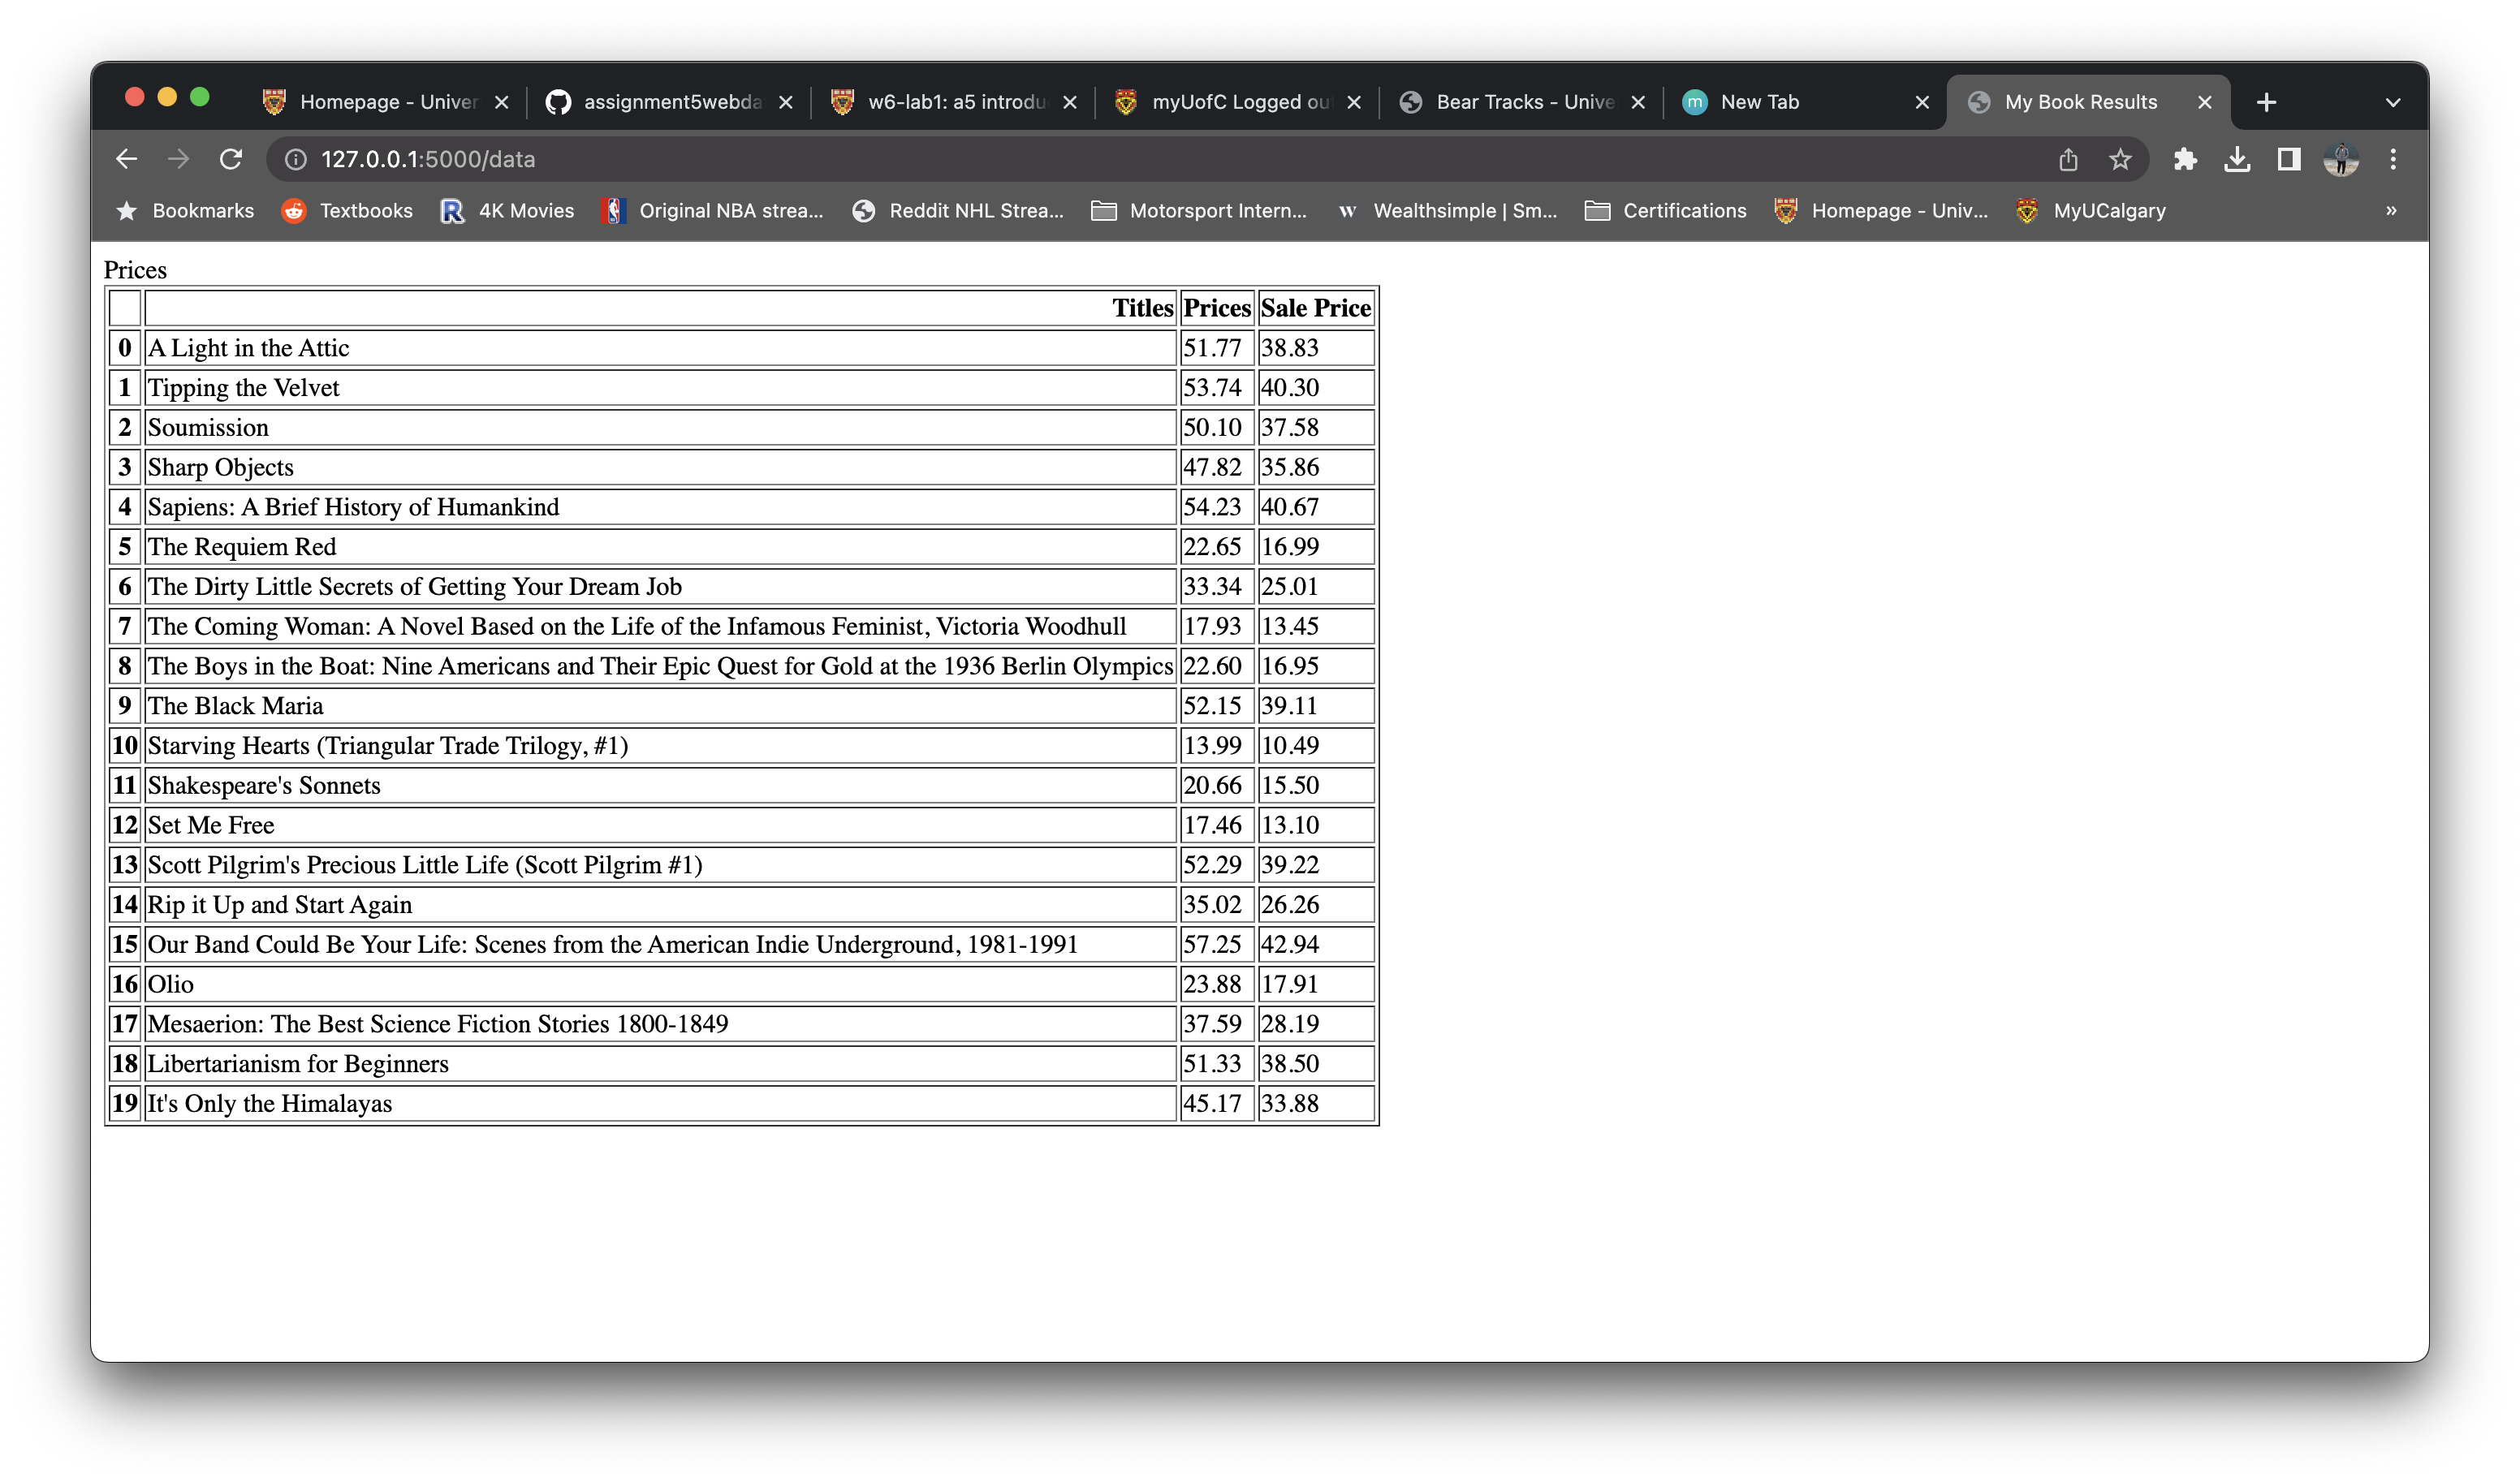 Homepage - Univer assignment5webda w6-lab1: a5 introdu myUofC Logged ou Bear Tracks - Unive m New Tab My Book Results
127.0.0.1:5000/data
Bookmarks Textbooks R 4K Movies Original NBA strea... Reddit NHL Strea... Motorsport Intern... W Wealthsimple | Sm... Certifications Homepage - Univ... MyUCalgary »
Prices
Titles Prices Sale Price
0 A Light in the Attic 51.77 38.83
1 Tipping the Velvet 53.74 40.30
2 Soumission 50.10 37.58
3 Sharp Objects 47.82 35.86
4 Sapiens: A Brief History of Humankind 54.23 40.67
5 The Requiem Red 22.65 16.99
6 The Dirty Little Secrets of Getting Your Dream Job 33.34 25.01
7 The Coming Woman: A Novel Based on the Life of the Infamous Feminist, Victoria Woodhull 17.93 13.45
8 The Boys in the Boat: Nine Americans and Their Epic Quest for Gold at the 1936 Berlin Olympics 22.60 16.95
9 The Black Maria 52.15 39.11
10 Starving Hearts (Triangular Trade Trilogy, #1) 13.99 10.49
11 Shakespeare's Sonnets 20.66 15.50
12 Set Me Free 17.46 13.10
13 Scott Pilgrim's Precious Little Life (Scott Pilgrim #1) 52.29 39.22
14 Rip it Up and Start Again 35.02 26.26
15 Our Band Could Be Your Life: Scenes from the American Indie Underground, 1981-1991 57.25 42.94
16 Olio 23.88 17.91
17 Mesaerion: The Best Science Fiction Stories 1800-1849 37.59 28.19
18 Libertarianism for Beginners 51.33 38.50
19 It's Only the Himalayas 45.17 33.88